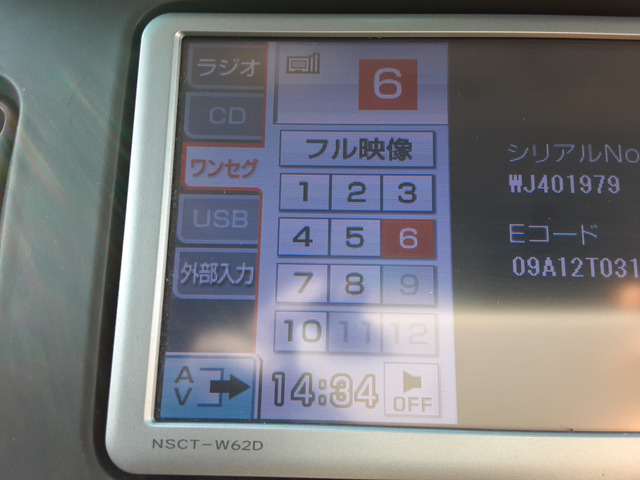 ラジオ
6
CD
フル映像
ワンセグ
1 2 3
USB
4 5 6
外部入力
7 8 9
10 11 12
AV
14:34
OFF
シリアルNo
WJ401979
Eコード
09A12T031
NSCT-W62D